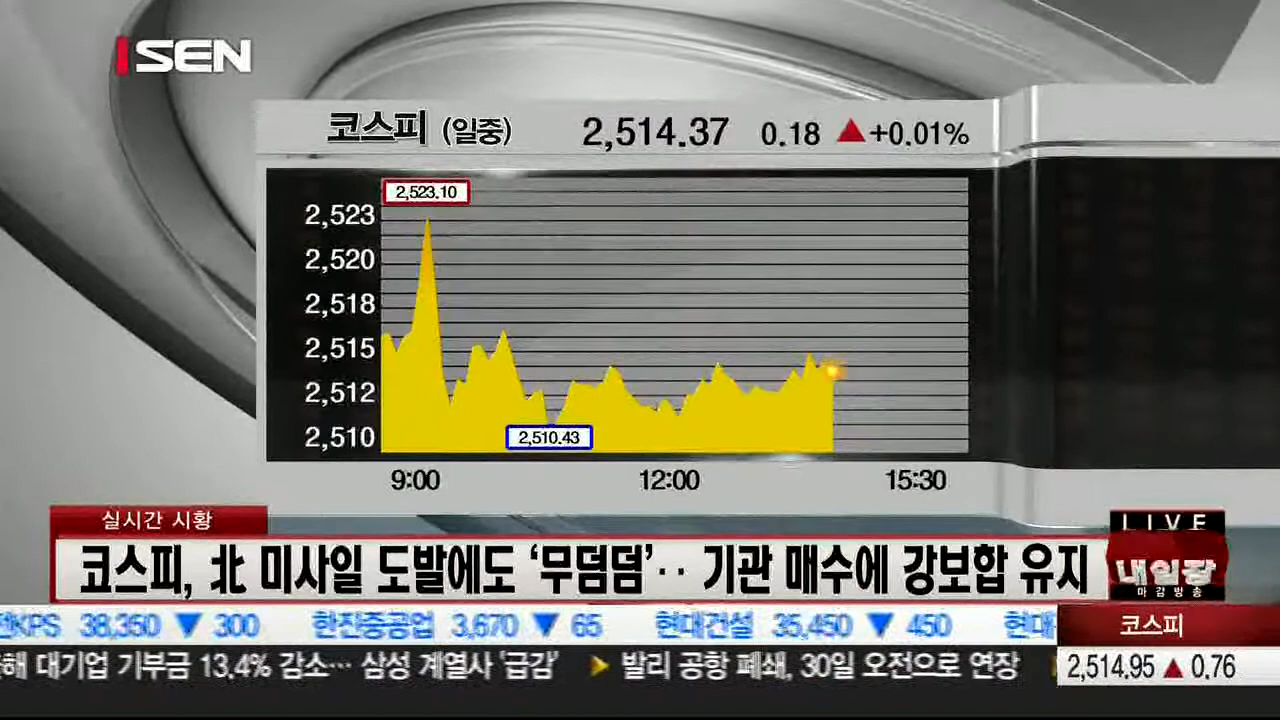 SEN
코스피 (일중) 2,514.37 0.18 ▲+0.01%
2,523.10
2,523
2,520
2,518
2,515
2,512
2,510
2,510.43
9:00 12:00 15:30
실시간 시황
LIVE
코스피, 北 미사일 도발에도 ‘무덤덤’·· 기관 매수에 강보합 유지
내일장
마감방송
KPS 38,350 ▼ 300 한진중공업 3,670 ▼ 65 현대건설 35,450 ▼ 450 현대
코스피
해 대기업 기부금 13.4% 감소··· 삼성 계열사 ‘급감’ ▶ 발리 공항 폐쇄, 30일 오전으로 연장
2,514.95 ▲ 0.76